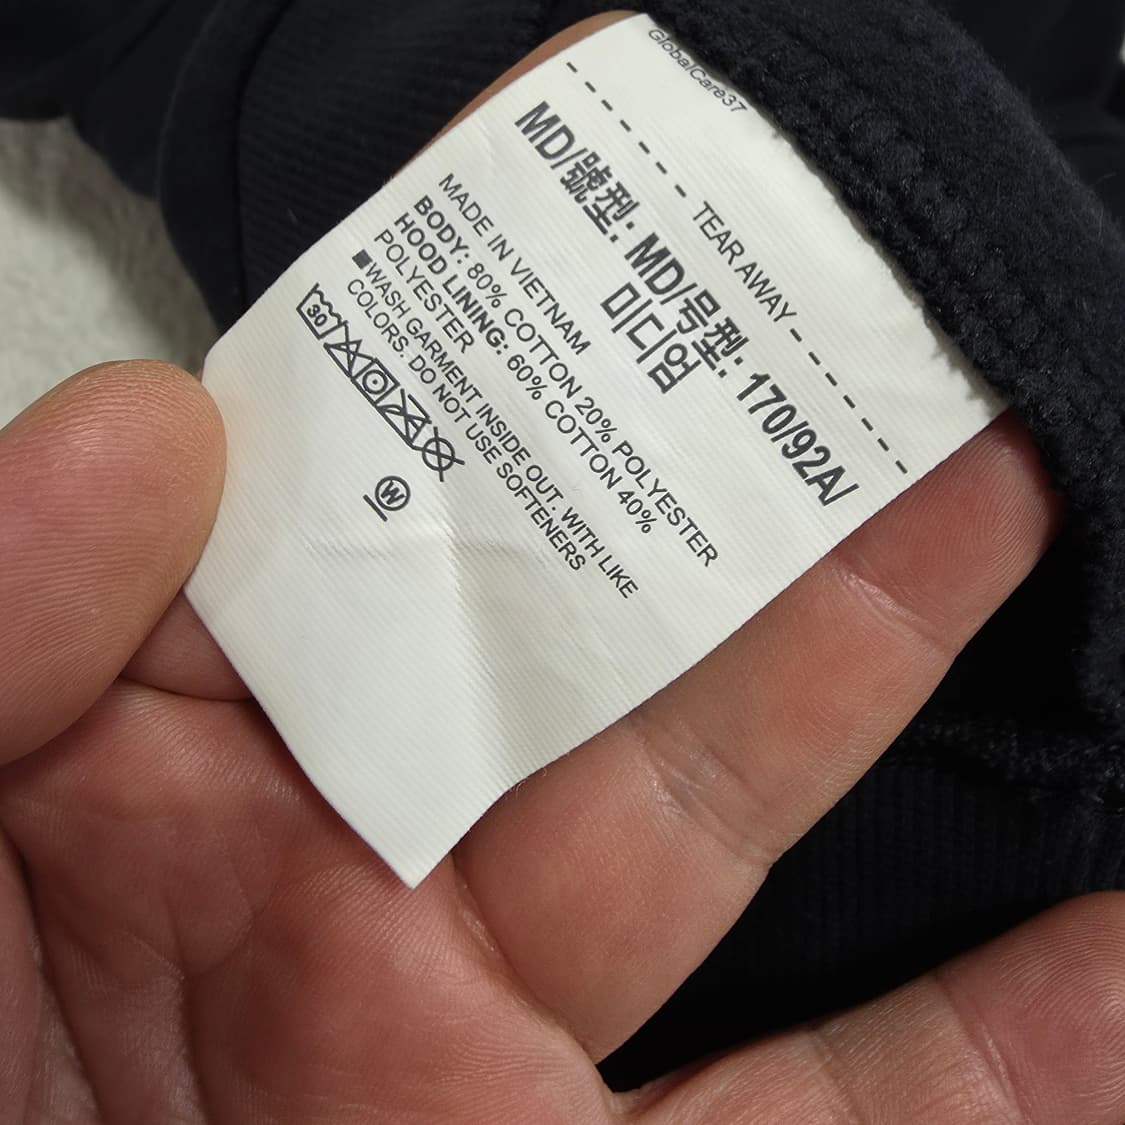 GlobalCare37
TEAR AWAY
MD/號型: MD/号型: 170/92A/
미디엄
MADE IN VIETNAM
BODY: 80% COTTON 20% POLYESTER
HOOD LINING: 60% COTTON 40%
POLYESTER
■WASH GARMENT INSIDE OUT. WITH LIKE
COLORS. DO NOT USE SOFTENERS
30
W